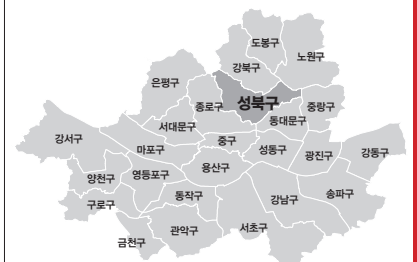 도봉구
노원구
강북구
은평구
성북구
종로구
중랑구
동대문구
서대문구
강서구
중구
마포구
성동구
강동구
광진구
용산구
양천구
영등포구
동작구
송파구
강남구
구로구
서초구
관악구
금천구